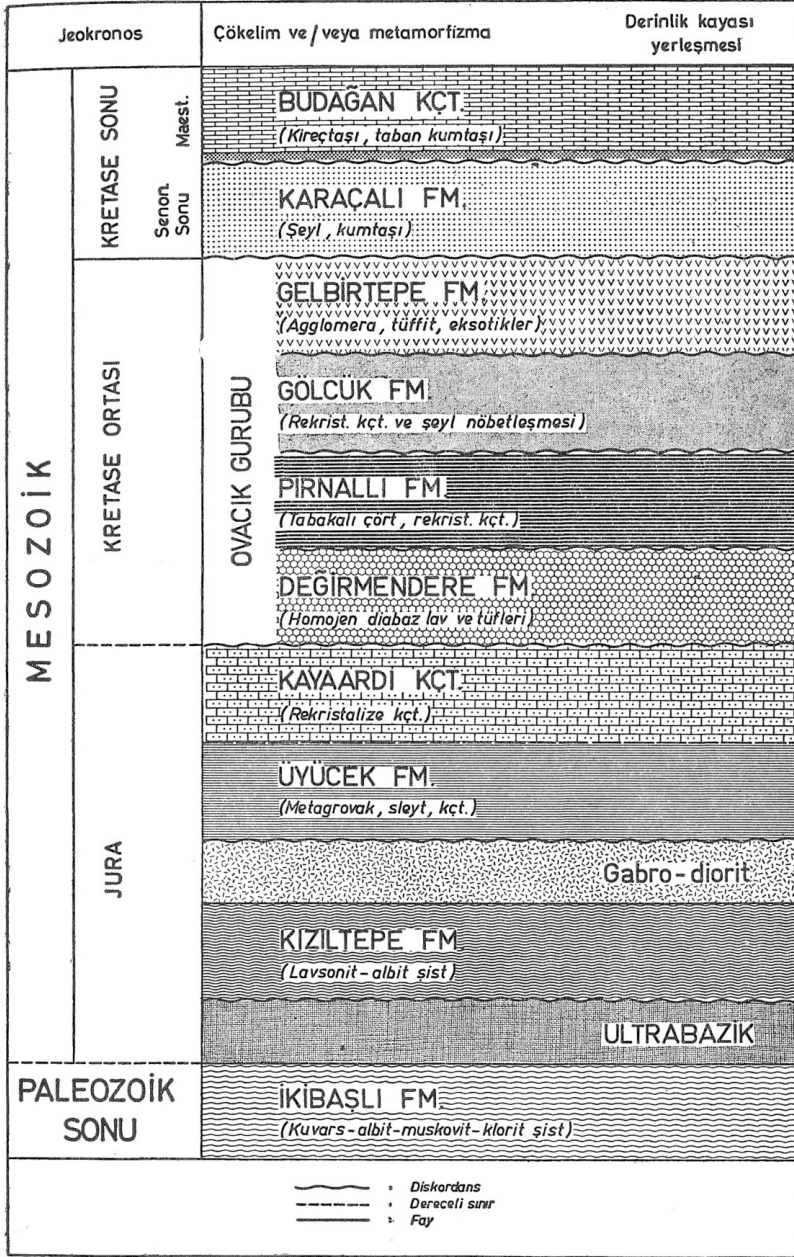 Jeokronos
Çökelim ve/veya metamorfizma
Derinlik kayası
yerleşmesi
MESOZOİK
KRETASE SONU
Maest.
Senon.
Sonu
BUDAĞAN KÇT.
(Kireçtaşı, taban kumtaşı)
KARAÇALI FM.
(Şeyl, kumtaşı)
KRETASE ORTASI
OVACIK GURUBU
GELBİRTEPE FM.
(Agglomera, tüffit, eksotikler)
GÖLCÜK FM.
(Rekrist. kçt. ve şeyl nöbetleşmesi)
PIRNALLI FM.
(Tabakalı çört, rekrist. kçt.)
DEĞİRMENDERE FM.
(Homojen diabaz lav ve tüfleri)
JURA
KAYAARDI KÇT.
(Rekristalize kçt.)
ÜYÜCEK FM.
(Metagrovak, sleyt, kçt.)
Gabro-diorit
KIZILTEPE FM.
(Lavsonit-albit şist)
ULTRABAZİK
PALEOZOİK
SONU
İKİBAŞLI FM.
(Kuvars-albit-muskovit-klorit şist)
: Diskordans
: Dereceli sınır
: Fay